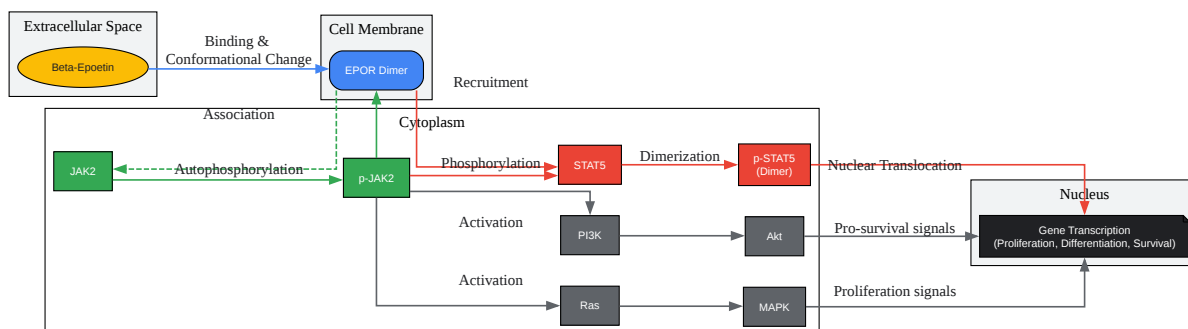 Extracellular Space
Beta-Epoetin
Binding &
Conformational Change
Cell Membrane
EPOR Dimer
Recruitment
Association
Cytoplasm
JAK2
Autophosphorylation
p-JAK2
Phosphorylation
STAT5
Dimerization
p-STAT5
(Dimer)
Nuclear Translocation
Nucleus
Gene Transcription
(Proliferation, Differentiation, Survival)
Activation
PI3K
Akt
Pro-survival signals
Activation
Ras
MAPK
Proliferation signals